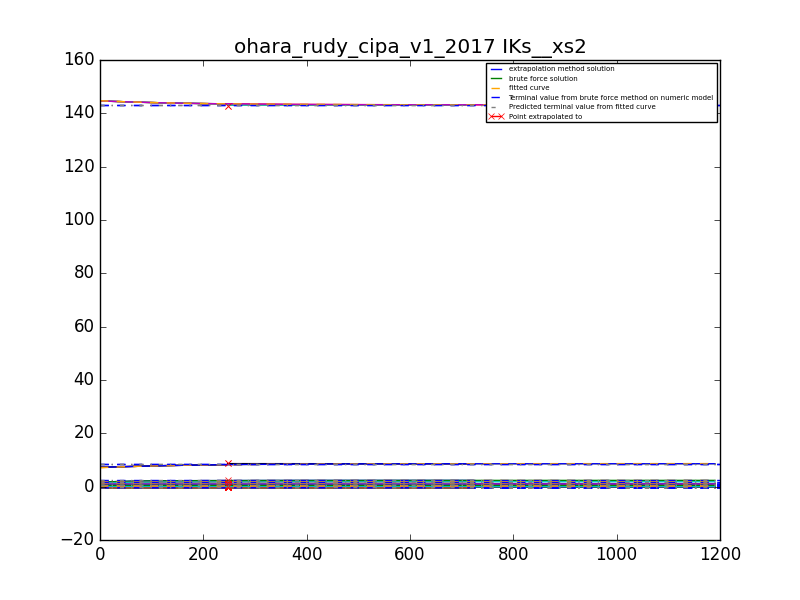 ohara_rudy_cipa_v1_2017 IKs__xs2
160
140
120
100
80
60
40
20
0
−20
0 200 400 600 800 1000 1200
extrapolation method solution
brute force solution
fitted curve
Terminal value from brute force method on numeric model
Predicted terminal value from fitted curve
Point extrapolated to